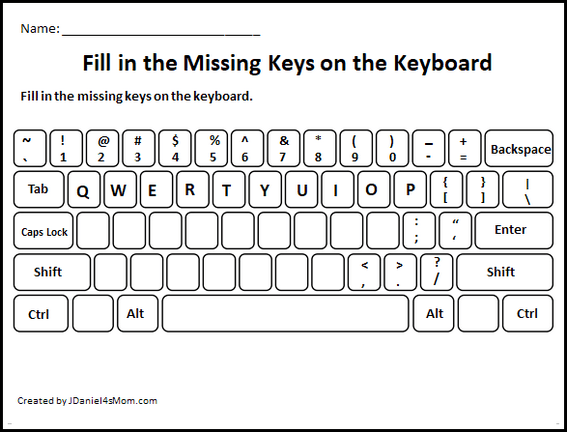 Name: ____________________________
Fill in the Missing Keys on the Keyboard
Fill in the missing keys on the keyboard.
~ ! @ # $ % ^ & * ( ) _ +
` 1 2 3 4 5 6 7 8 9 0 - = Backspace
{ } |
Tab Q W E R T Y U I O P [ ] \
: “
Caps Lock ; ‘ Enter
< > ?
Shift , . / Shift
Ctrl Alt Alt Ctrl
Created by JDaniel4sMom.com